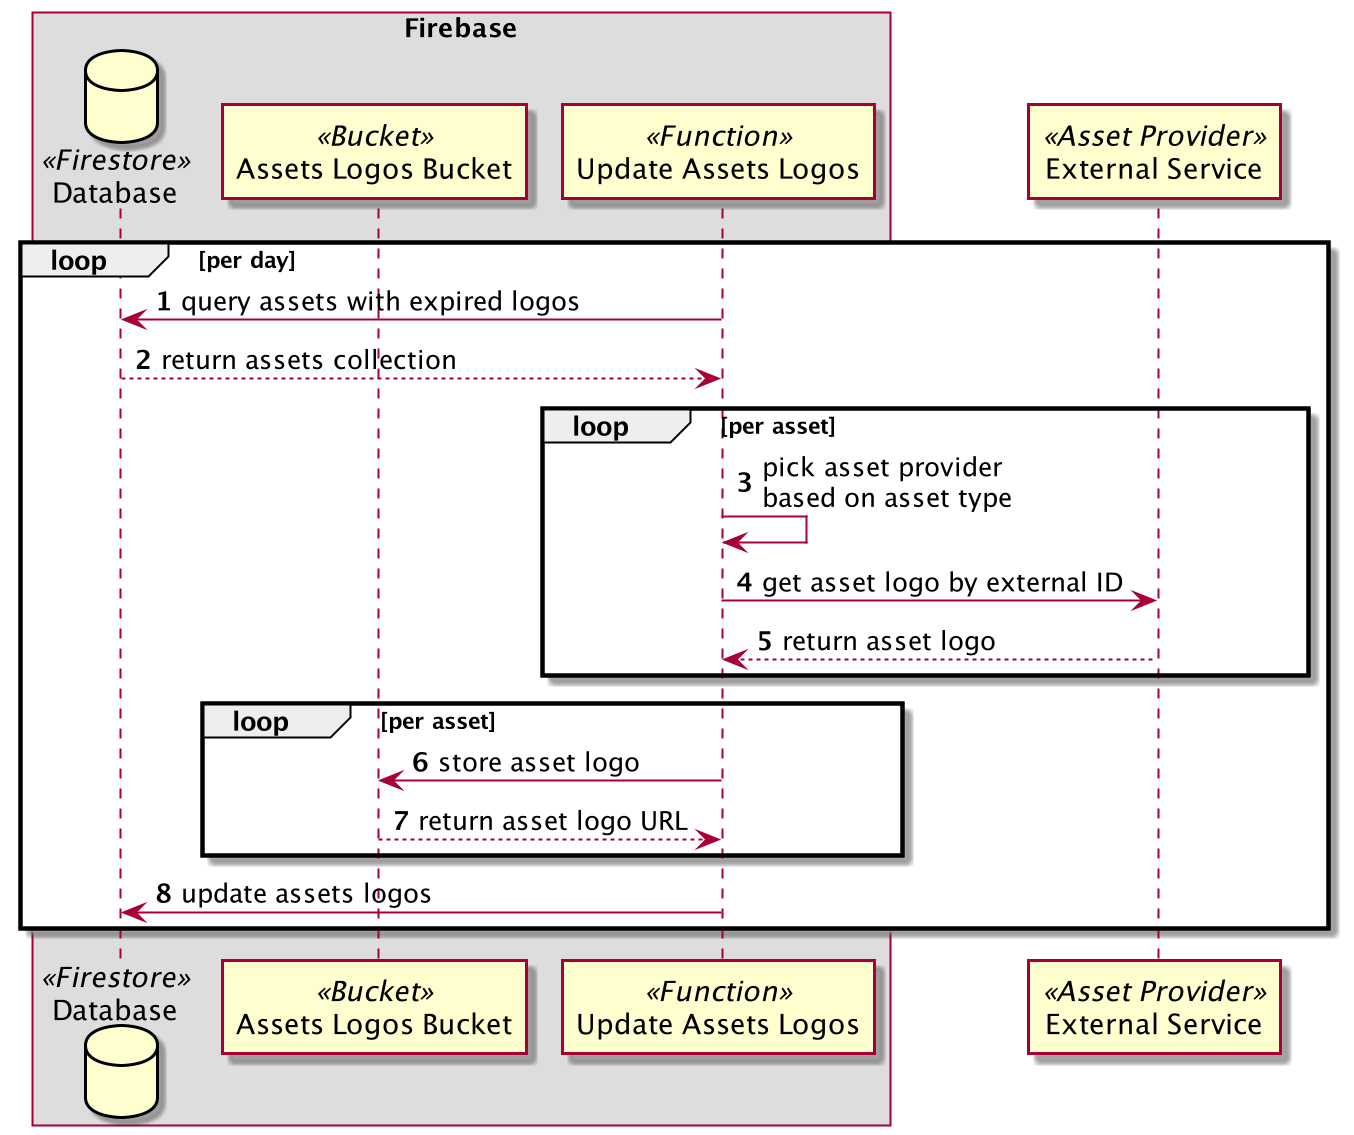 Firebase
«Firestore»
Database
«Bucket»
Assets Logos Bucket
«Function»
Update Assets Logos
«Asset Provider»
External Service
loop [per day]
1 query assets with expired logos
2 return assets collection
loop [per asset]
3 pick asset provider
based on asset type
4 get asset logo by external ID
5 return asset logo
loop [per asset]
6 store asset logo
7 return asset logo URL
8 update assets logos
«Firestore»
Database
«Bucket»
Assets Logos Bucket
«Function»
Update Assets Logos
«Asset Provider»
External Service